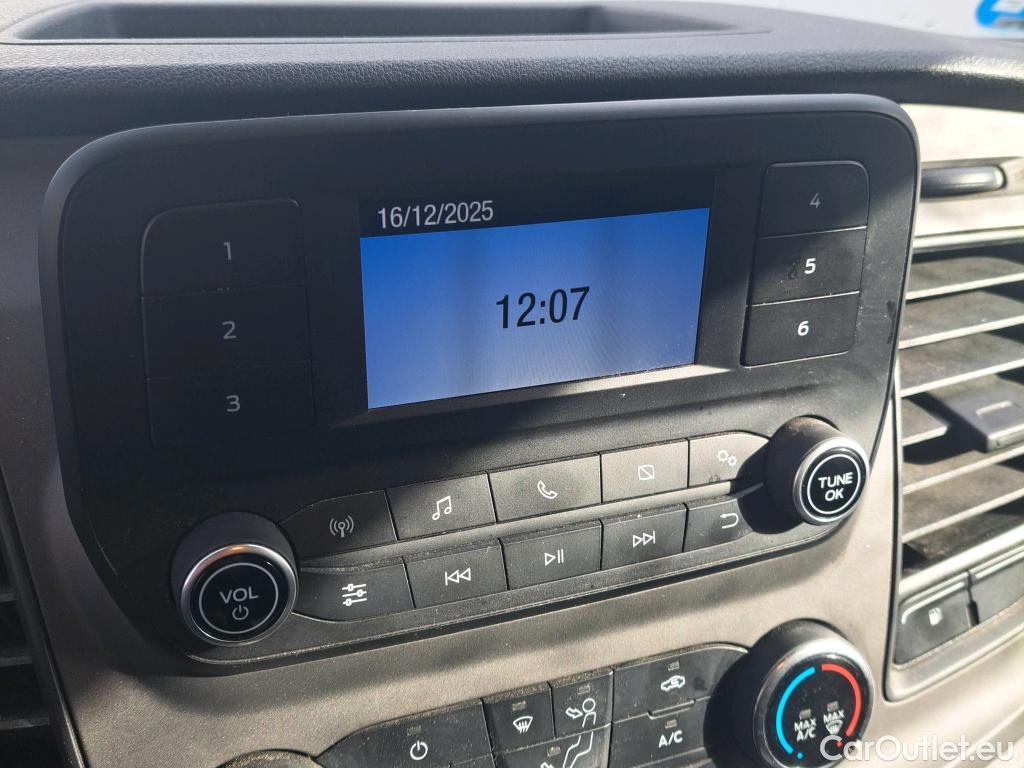 16/12/2025
12:07
1
2
3
4
5
6
VOL
TUNE
OK
A/C
MAX
A/C
MAX
CarOutlet.eu